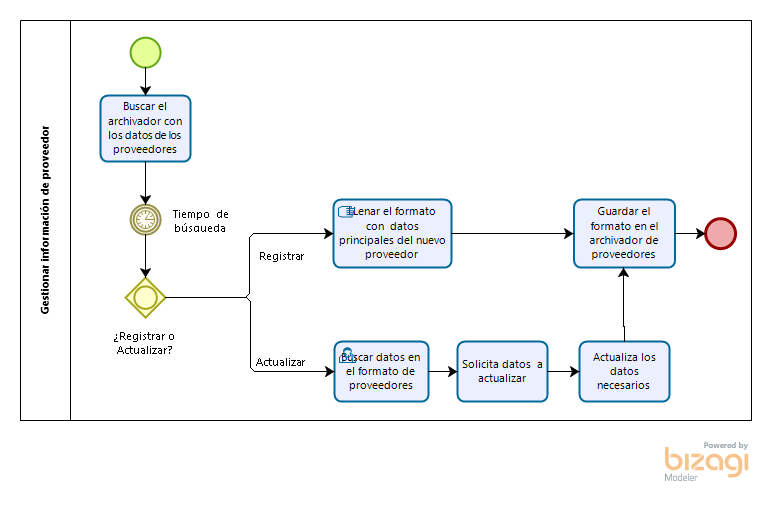 Gestionar información de proveedor
Buscar el
archivador con
los datos de los
proveedores
Tiempo de
búsqueda
¿Registrar o
Actualizar?
Registrar
Actualizar
Lenar el formato
con datos
principales del nuevo
proveedor
Guardar el
formato en el
archivador de
proveedores
Buscar datos en
el formato de
proveedores
Solicita datos a
actualizar
Actualiza los
datos
necesarios
Powered by
bizagi
Modeler